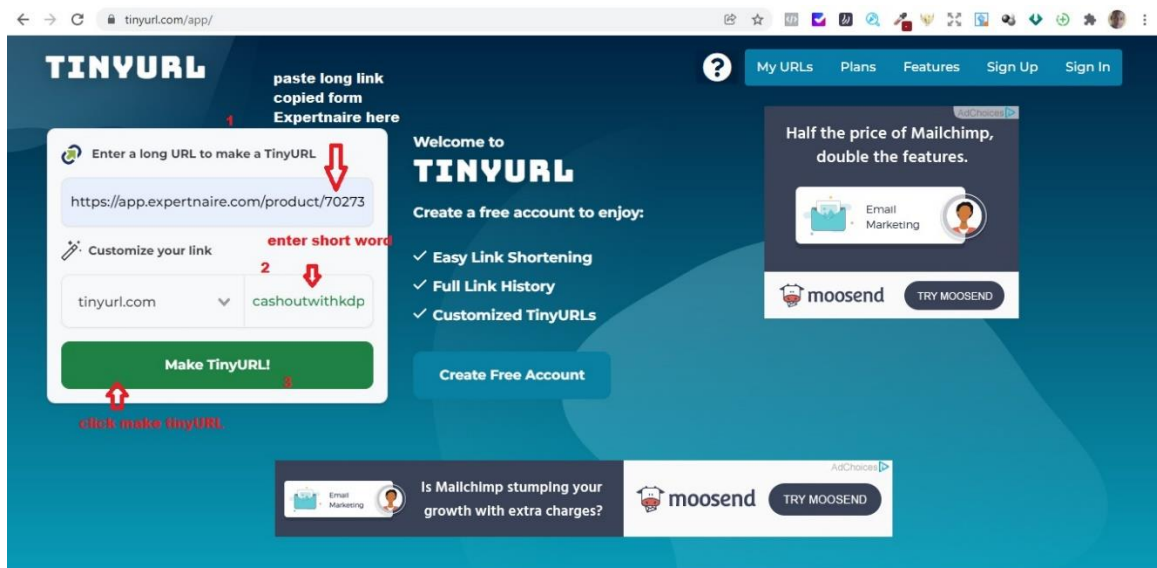 tinyurl.com/app/
TINYURL
My URLs Plans Features Sign Up Sign In
paste long link
copied form
Expertnaire here
1
Enter a long URL to make a TinyURL
https://app.expertnaire.com/product/70273
enter short word
Customize your link
2
tinyurl.com cashoutwithkdp
Make TinyURL!
3
click make tinyURL
Welcome to
TINYURL
Create a free account to enjoy:
Easy Link Shortening
Full Link History
Customized TinyURLs
Create Free Account
AdChoices
Half the price of Mailchimp,
double the features.
Email
Marketing
moosend TRY MOOSEND
AdChoices
Email
Marketing
Is Mailchimp stumping your
growth with extra charges?
moosend TRY MOOSEND